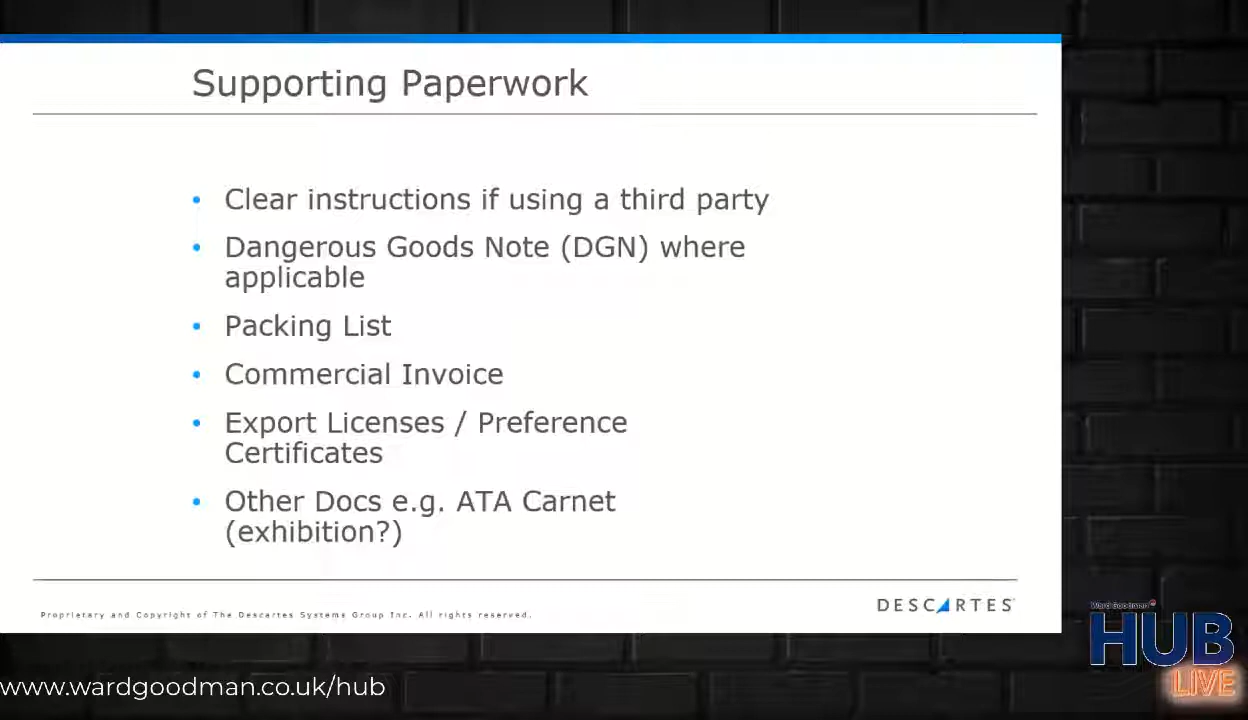 Supporting Paperwork
• Clear instructions if using a third party
• Dangerous Goods Note (DGN) where
applicable
• Packing List
• Commercial Invoice
• Export Licenses / Preference
Certificates
• Other Docs e.g. ATA Carnet
(exhibition?)
Proprietary and Copyright of The Descartes Systems Group Inc. All rights reserved.
DESCARTES
Ward Goodman
HUB
LIVE
www.wardgoodman.co.uk/hub